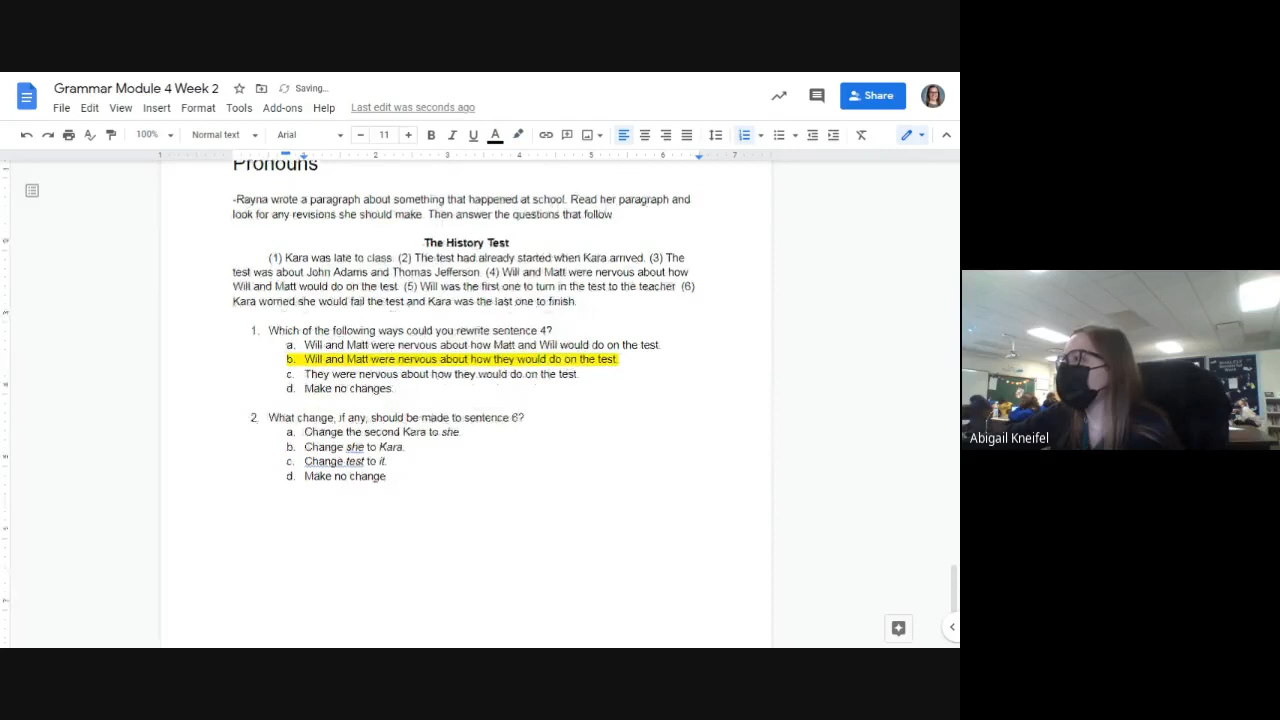 Grammar Module 4 Week 2
Saving...
File Edit View Insert Format Tools Add-ons Help Last edit was seconds ago
Share
100% Normal text Arial 11
1 2 3 4 5 6 7
Pronouns
-Rayna wrote a paragraph about something that happened at school. Read her paragraph and
look for any revisions she should make. Then answer the questions that follow
The History Test
(1) Kara was late to class. (2) The test had already started when Kara arrived. (3) The
test was about John Adams and Thomas Jefferson. (4) Will and Matt were nervous about how
Will and Matt would do on the test. (5) Will was the first one to turn in the test to the teacher (6)
Kara worried she would fail the test and Kara was the last one to finish.
1. Which of the following ways could you rewrite sentence 4?
a. Will and Matt were nervous about how Matt and Will would do on the test.
b. Will and Matt were nervous about how they would do on the test.
c. They were nervous about how they would do on the test.
d. Make no changes.
2. What change, if any, should be made to sentence 6?
a. Change the second Kara to she.
b. Change she to Kara.
c. Change test to it.
d. Make no change
Abigail Kneifel